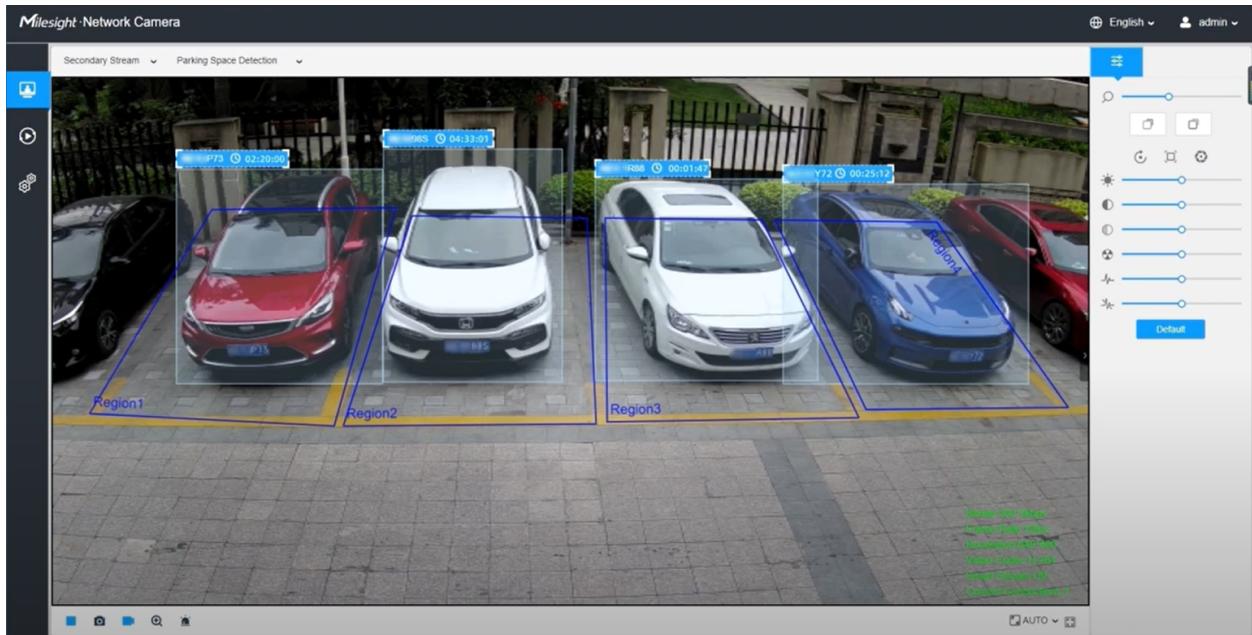 Milesight · Network Camera
English
admin
Secondary Stream
Parking Space Detection
P73 02:20:00
98S 04:33:01
R88 00:01:47
Y72 00:25:12
Region4
Region1
Region2
Region3
Default
AUTO